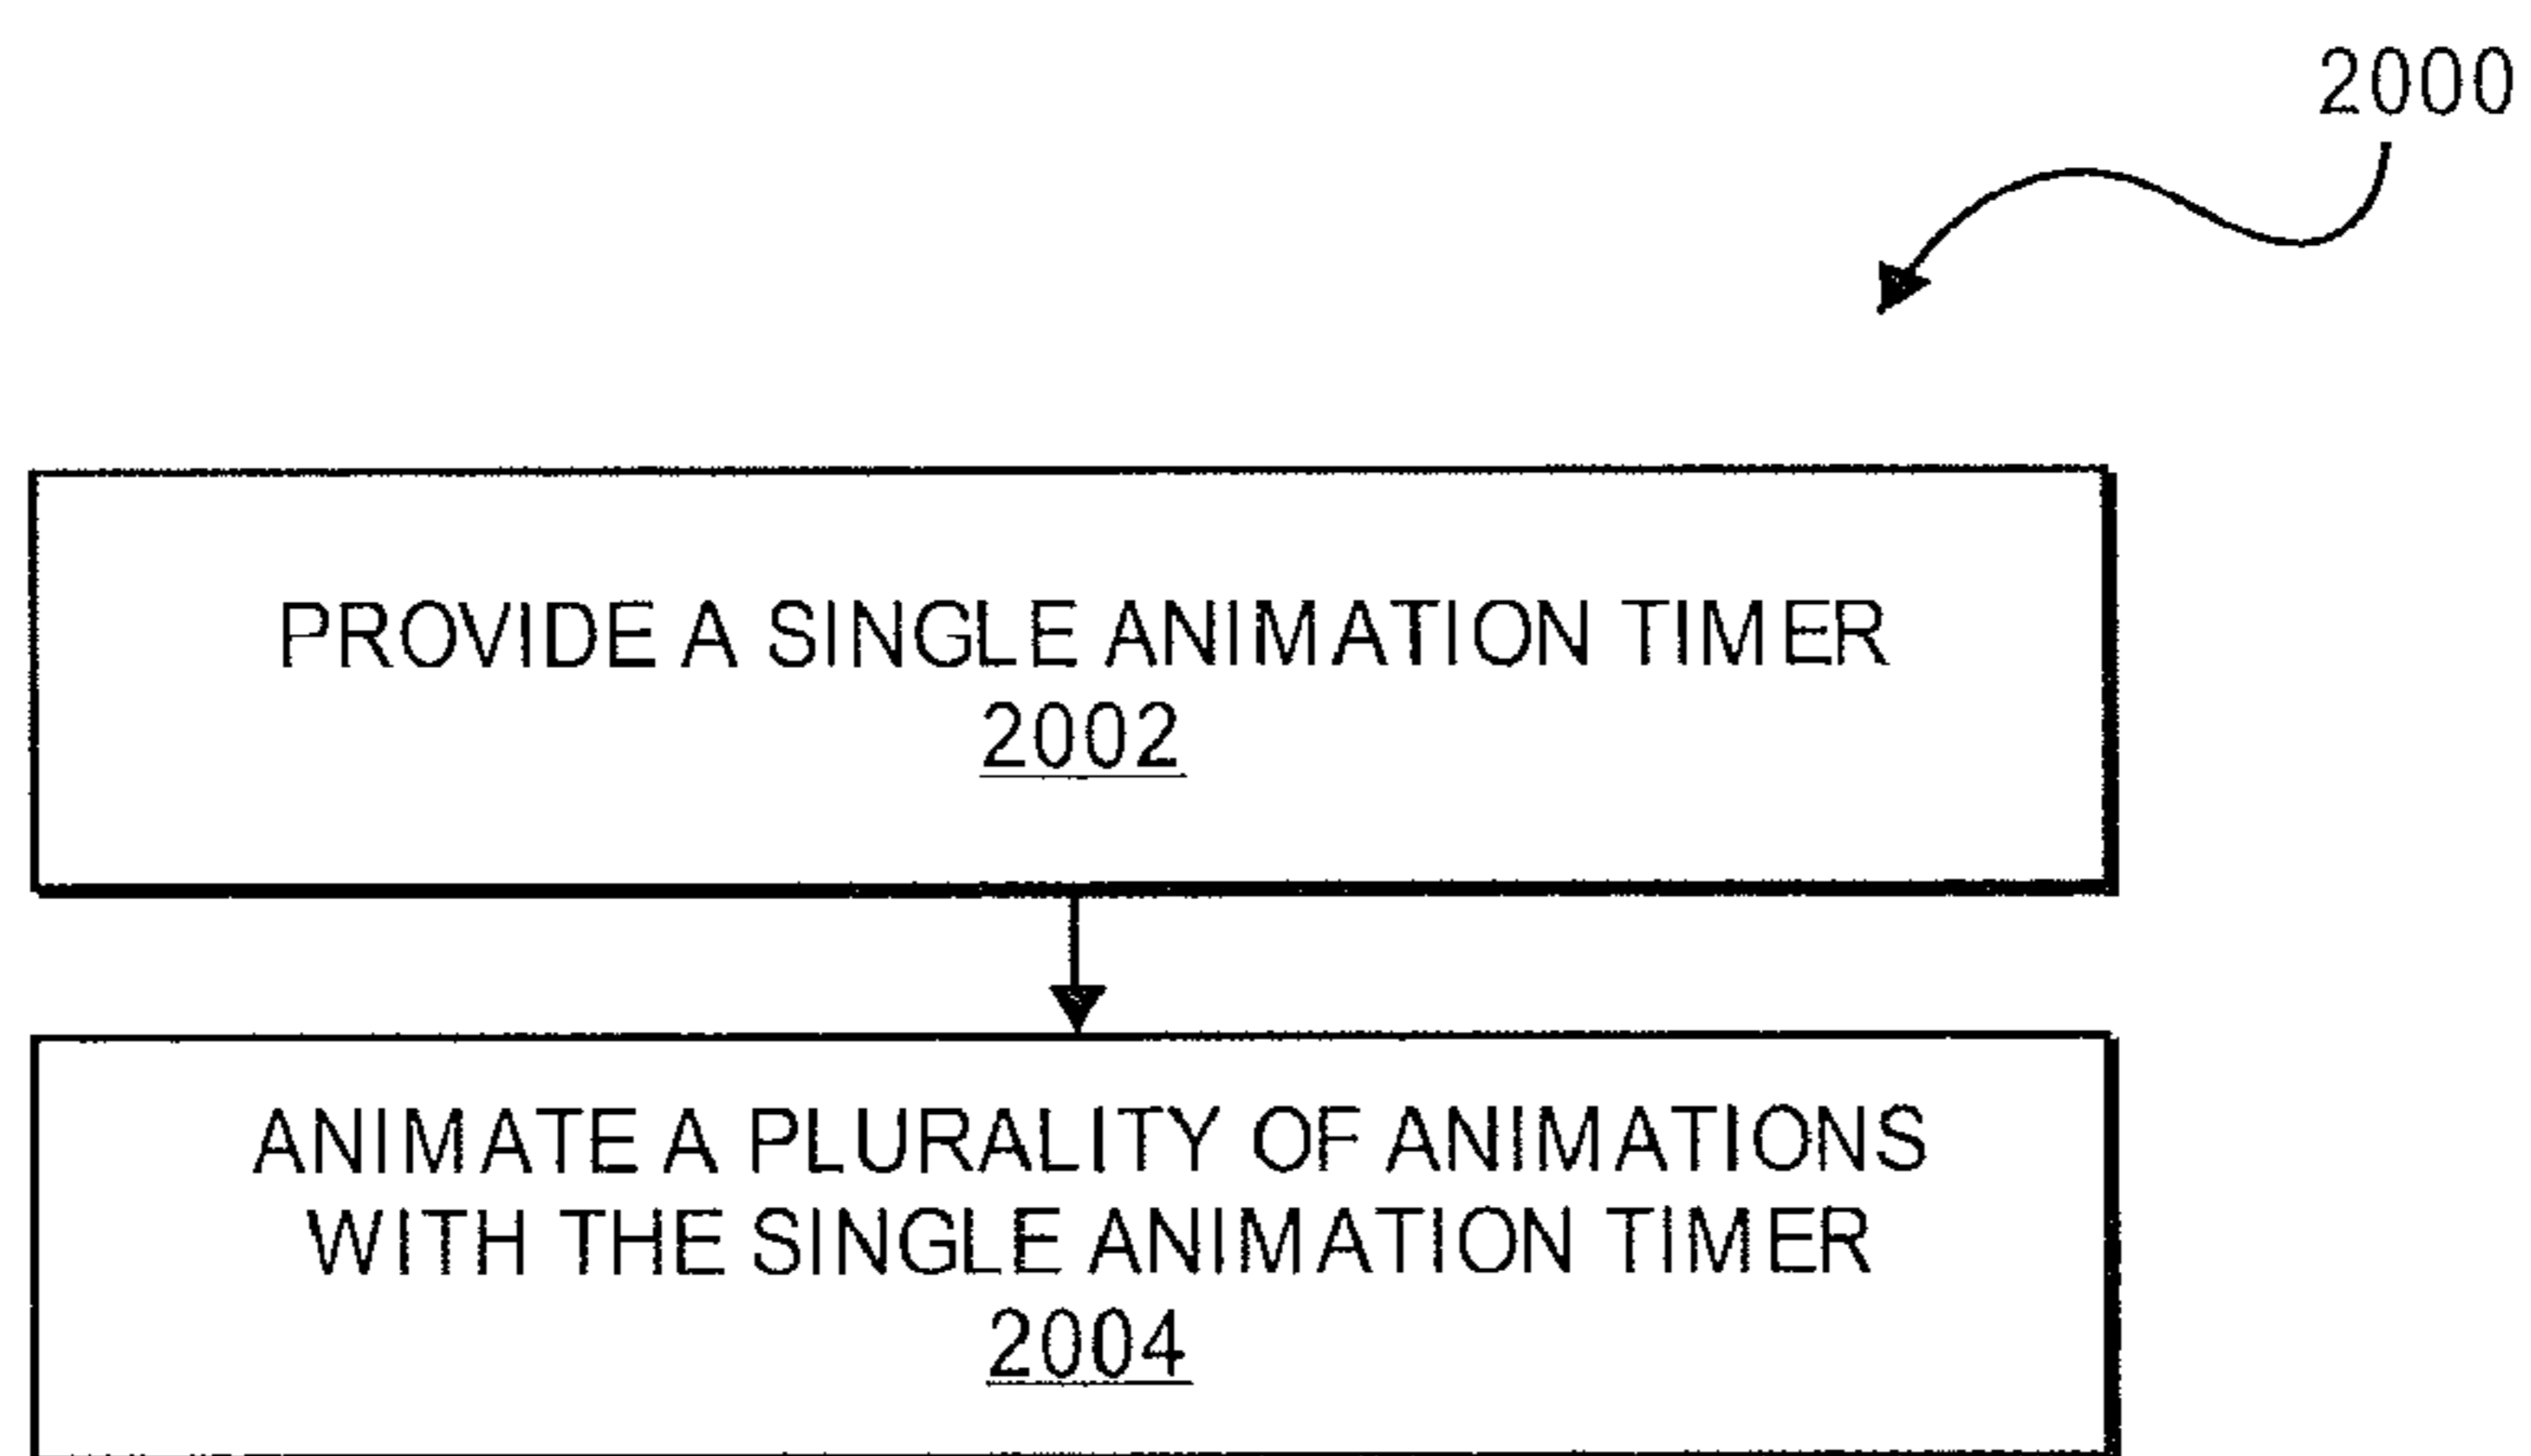 2000
PROVIDE A SINGLE ANIMATION TIMER
2002
ANIMATE A PLURALITY OF ANIMATIONS
WITH THE SINGLE ANIMATION TIMER
2004